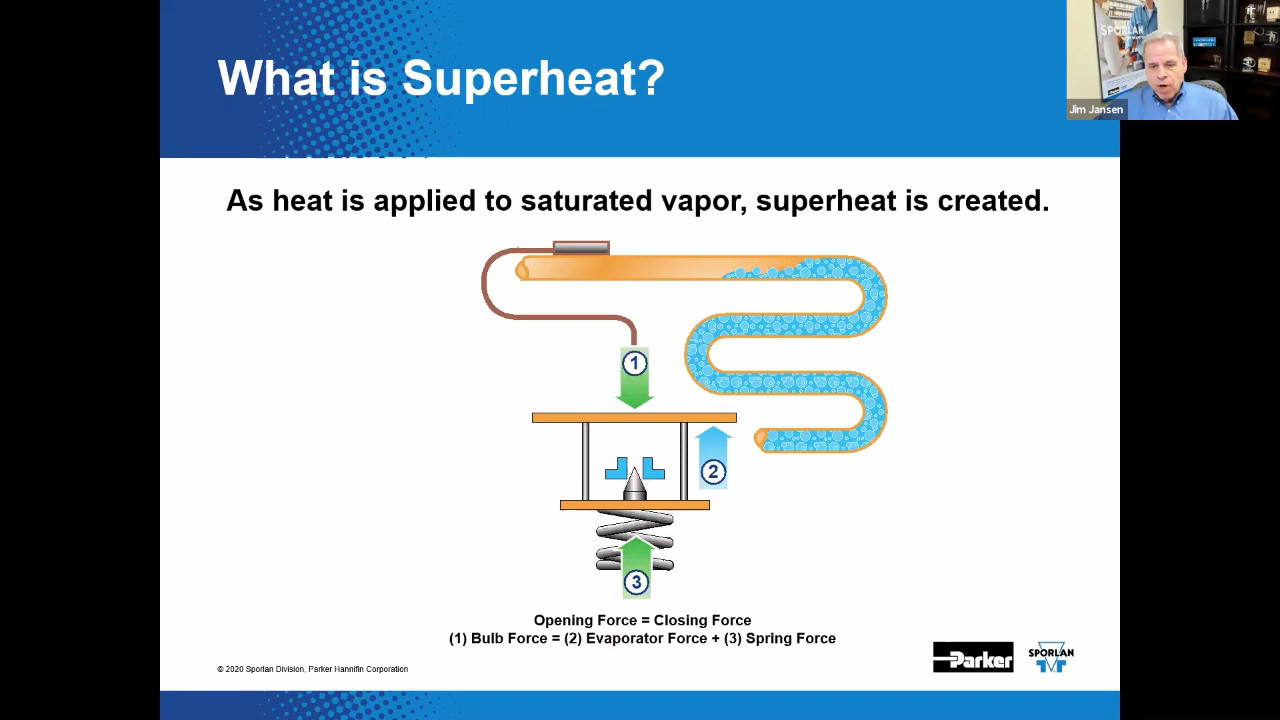 What is Superheat?
SPORLAN
Jim Jansen
As heat is applied to saturated vapor, superheat is created.
1
2
3
Opening Force = Closing Force
(1) Bulb Force = (2) Evaporator Force + (3) Spring Force
© 2020 Sporlan Division, Parker Hannifin Corporation
Parker
SPORLAN